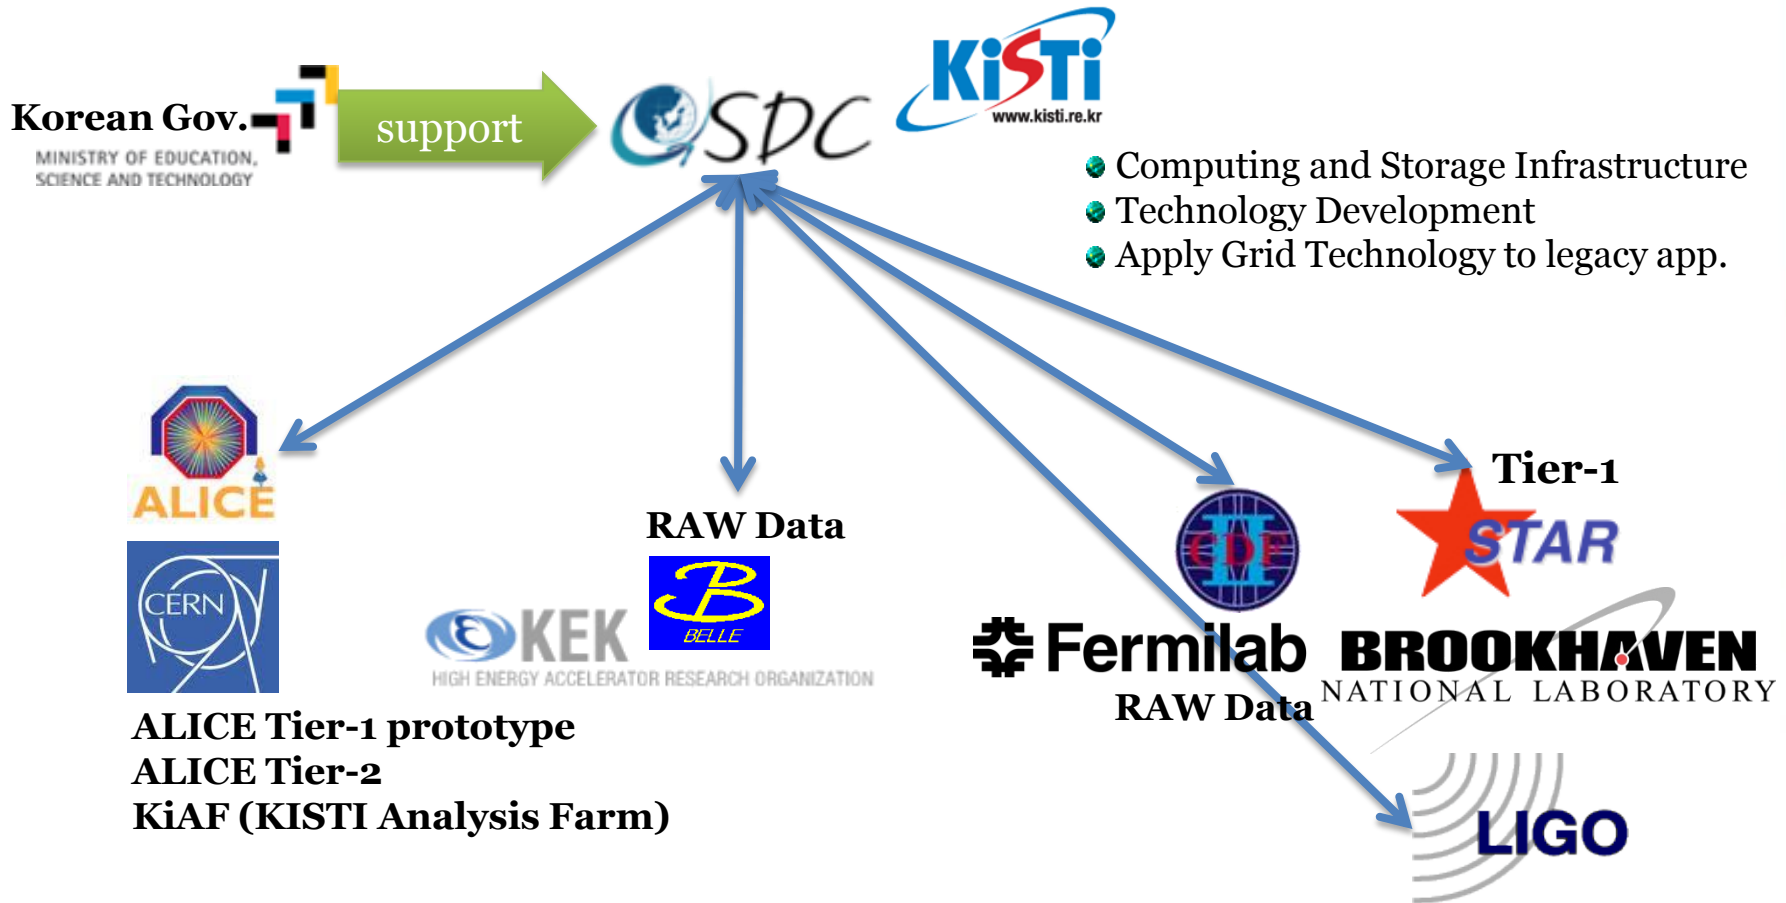 Korean Gov.
MINISTRY OF EDUCATION,
SCIENCE AND TECHNOLOGY
support
SDC
KiSTi
www.kisti.re.kr
Computing and Storage Infrastructure
Technology Development
Apply Grid Technology to legacy app.
ALICE
CERN
ALICE Tier-1 prototype
ALICE Tier-2
KiAF (KISTI Analysis Farm)
RAW Data
B
BELLE
KEK
HIGH ENERGY ACCELERATOR RESEARCH ORGANIZATION
II
CDF
Fermilab
RAW Data
Tier-1
STAR
BROOKHAVEN
NATIONAL LABORATORY
LIGO